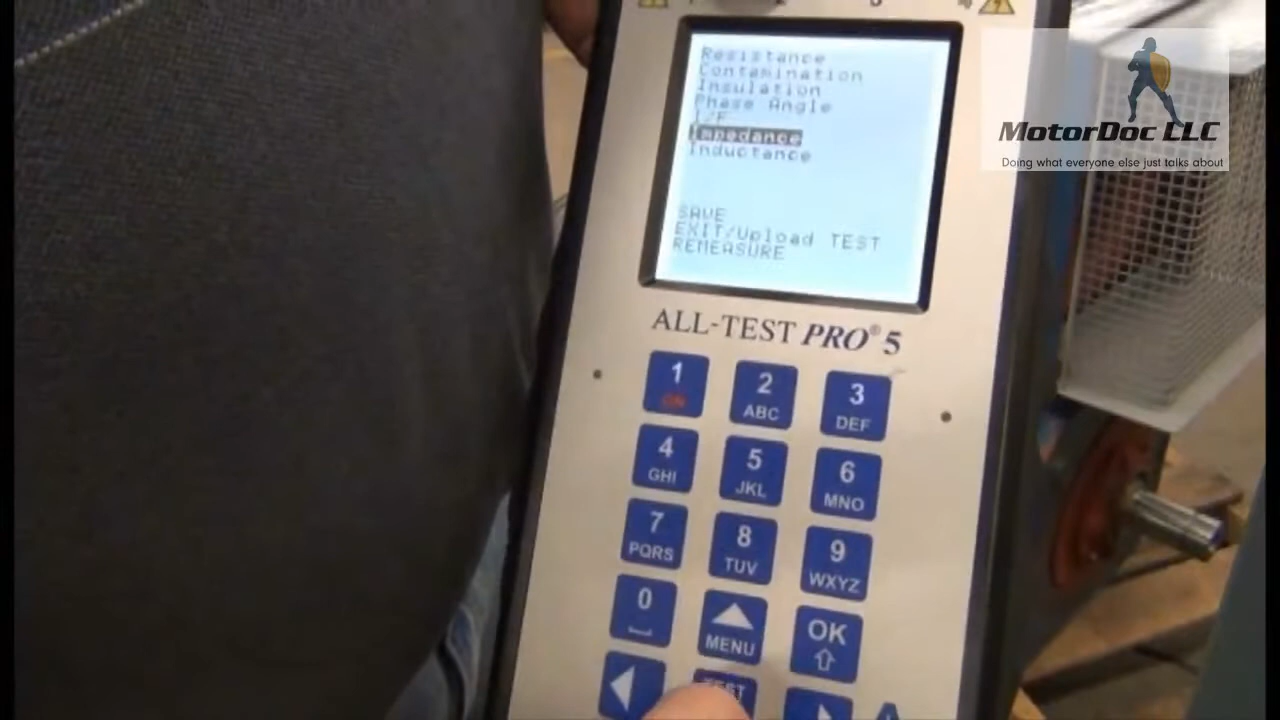 Resistance
Contamination
Insulation
Phase Angle
I/F
Impedance
Inductance
SAVE
EXIT/Upload TEST
REMEASURE
MotorDoc LLC
Doing what everyone else just talks about
ALL-TEST PRO® 5
1 2 3
ON ABC DEF
4 5 6
GHI JKL MNO
7 8 9
PQRS TUV WXYZ
0 MENU OK
TEST